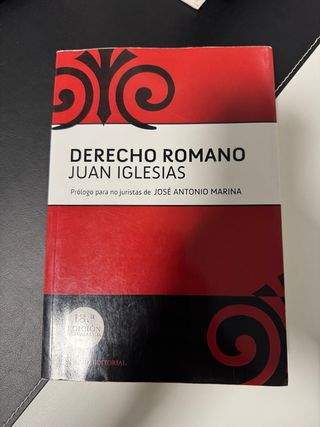 DERECHO ROMANO
JUAN IGLESIAS
Prólogo para no juristas de JOSÉ ANTONIO MARINA
18.ª
EDICIÓN
EDITORIAL